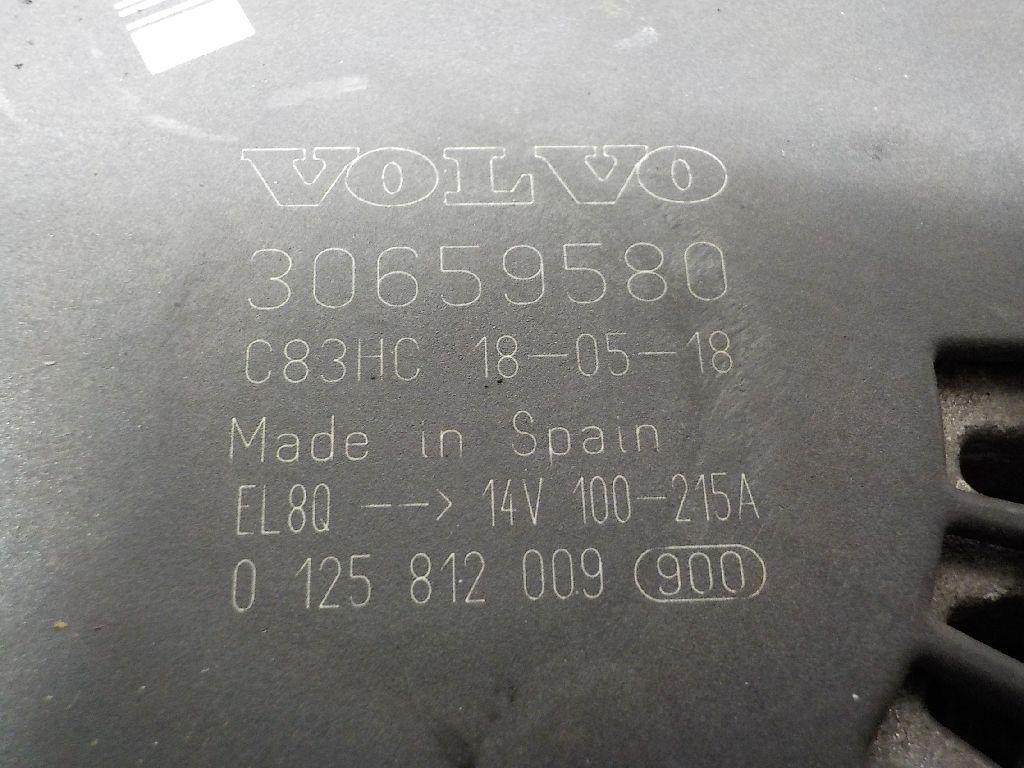 VOLVO
30659580
C83HC 18-05-18
Made in Spain
EL8Q --> 14V 100-215A
0 125 812 009 900